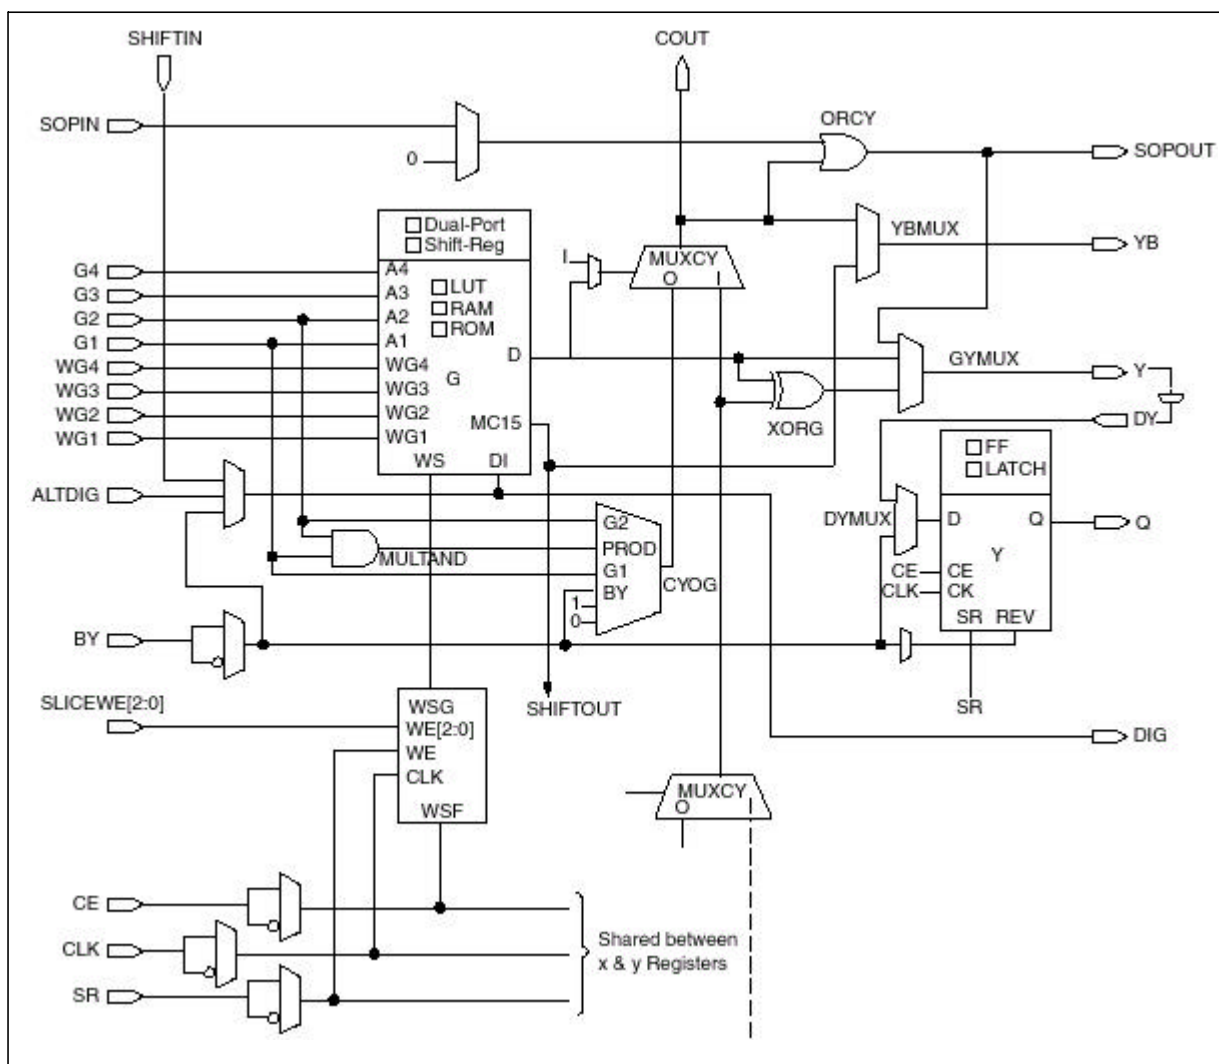 SHIFTIN
COUT
SOPIN
ORCY
0
SOPOUT
Dual-Port
Shift-Reg
YBMUX
YB
G4
A4
I
MUXCY
O I
G3
A3
LUT
G2
A2
RAM
G1
A1
ROM
WG4
WG4
D
G
GYMUX
Y
WG3
WG3
WG2
WG2
MC15
XORG
DY
WG1
WG1
WS
DI
FF
LATCH
ALTDIG
G2
DYMUX
D
Q
Q
PROD
MULTAND
G1
CYOG
Y
BY
CE
CE
1
CLK
CK
0
SR REV
BY
SLICEWE[2:0]
WSG
SHIFTOUT
SR
WE[2:0]
DIG
WE
CLK
MUXCY
O
WSF
CE
CLK
Shared between
x & y Registers
SR